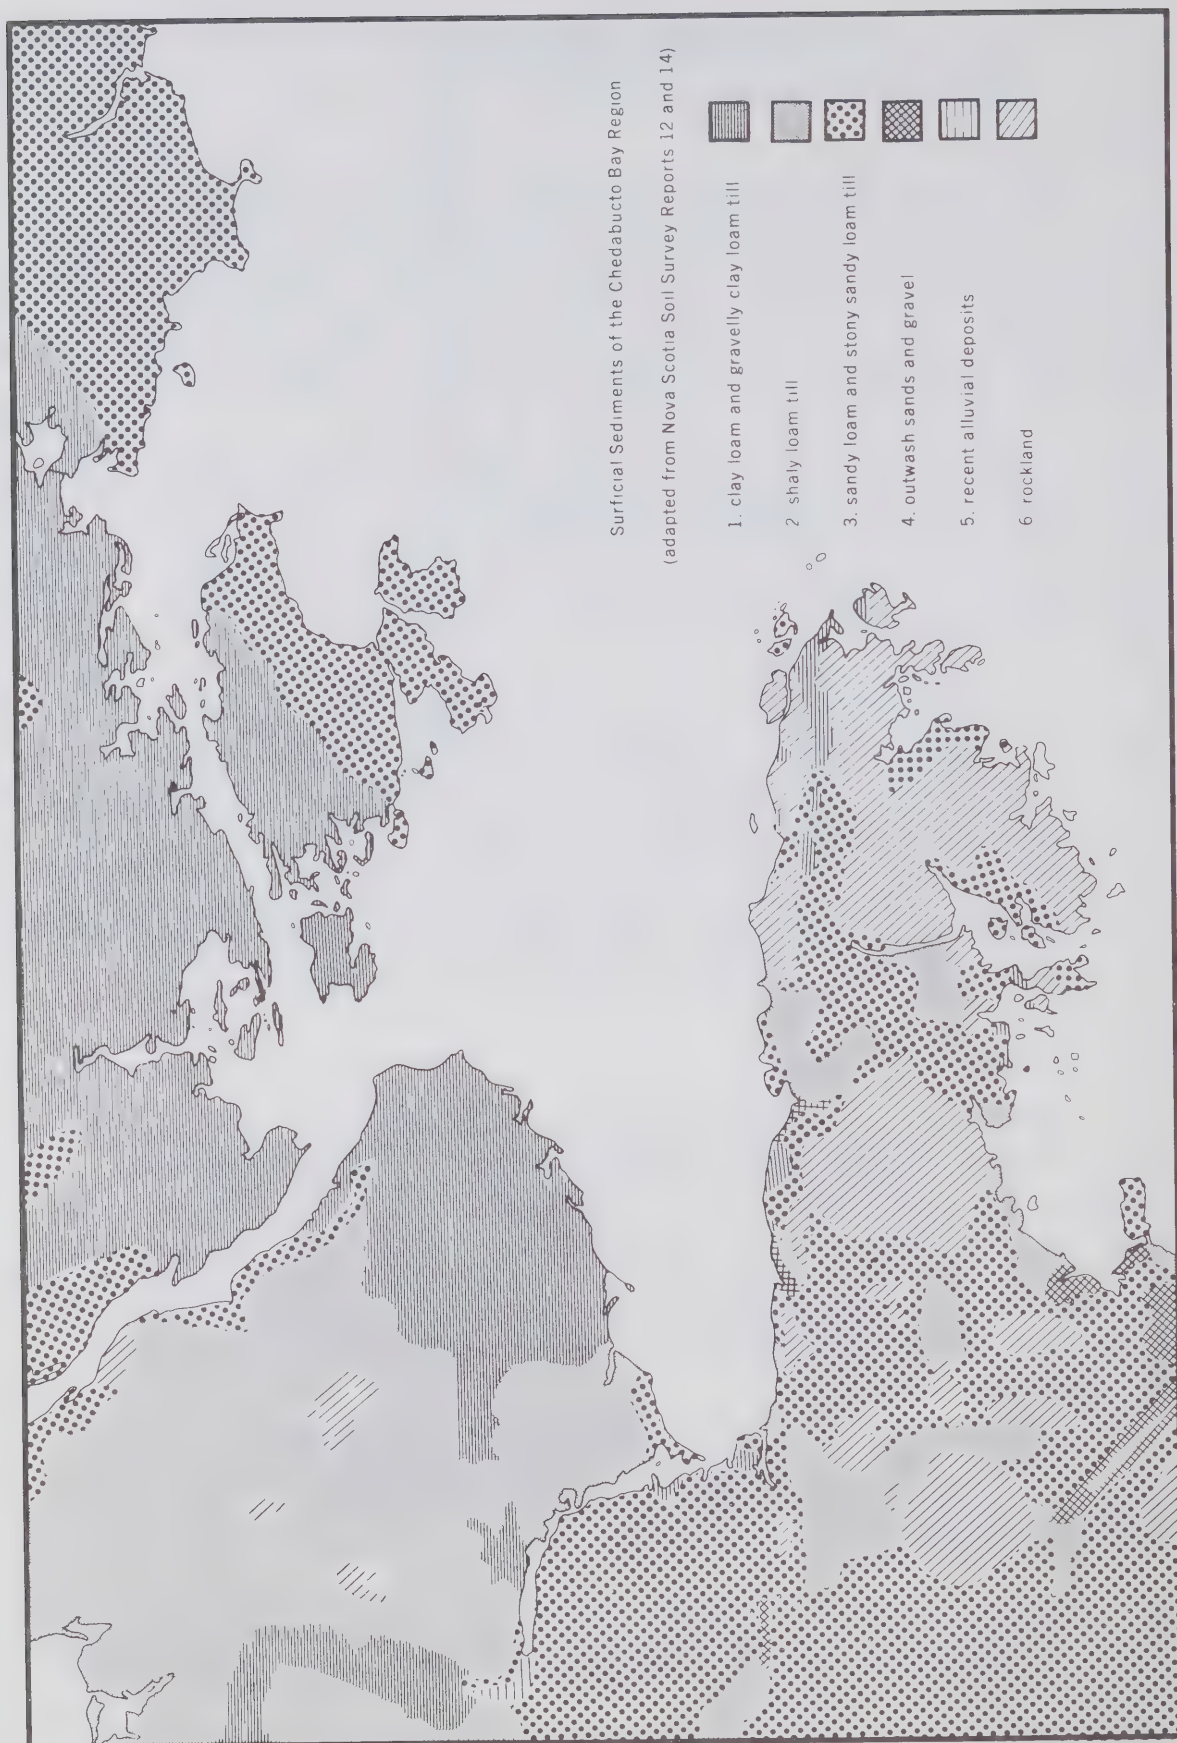 Surficial Sediments of the Chedabucto Bay Region
(adapted from Nova Scotia Soil Survey Reports 12 and 14)
1. clay loam and gravelly clay loam till
2 shaly loam till
3. sandy loam and stony sandy loam till
4. outwash sands and gravel
5. recent alluvial deposits
6 rockland